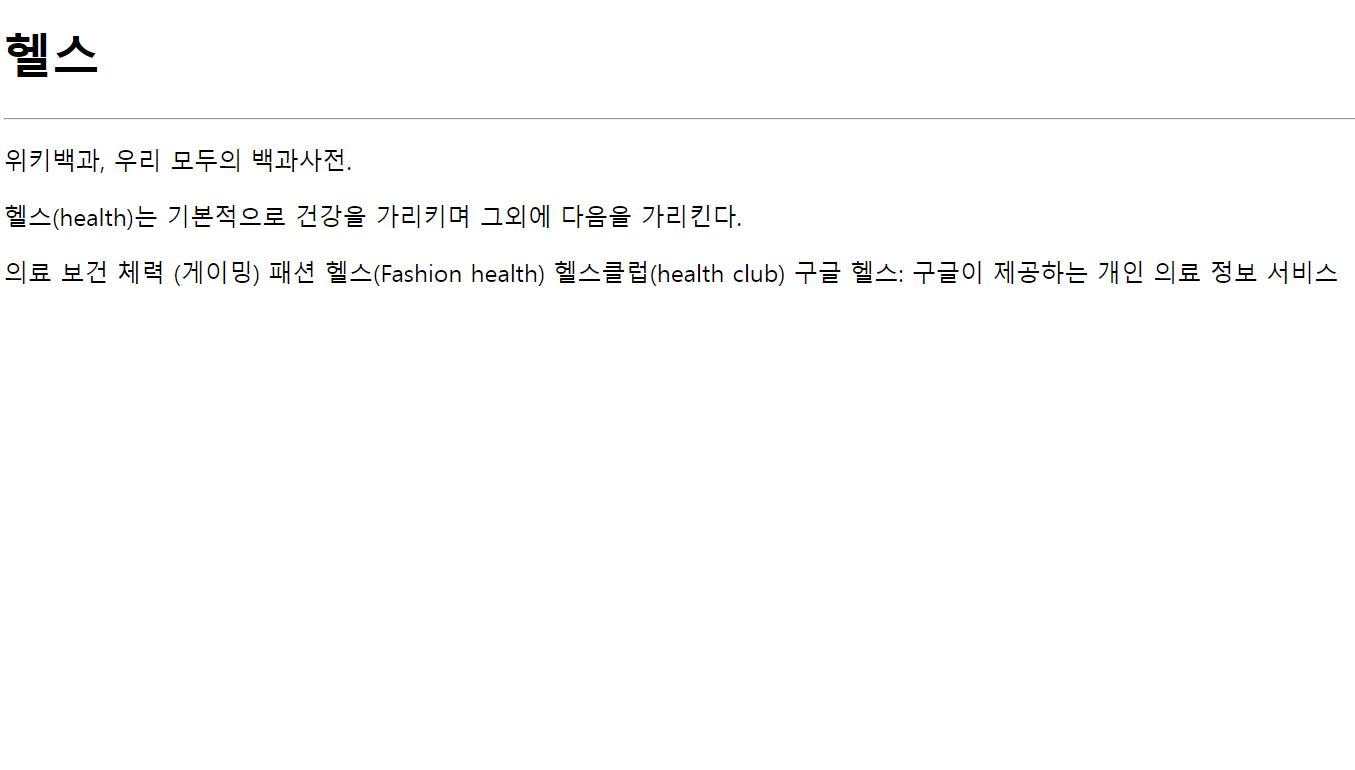 헬스
위키백과, 우리 모두의 백과사전.
헬스(health)는 기본적으로 건강을 가리키며 그외에 다음을 가리킨다.
의료 보건 체력 (게이밍) 패션 헬스(Fashion health) 헬스클럽(health club) 구글 헬스: 구글이 제공하는 개인 의료 정보 서비스